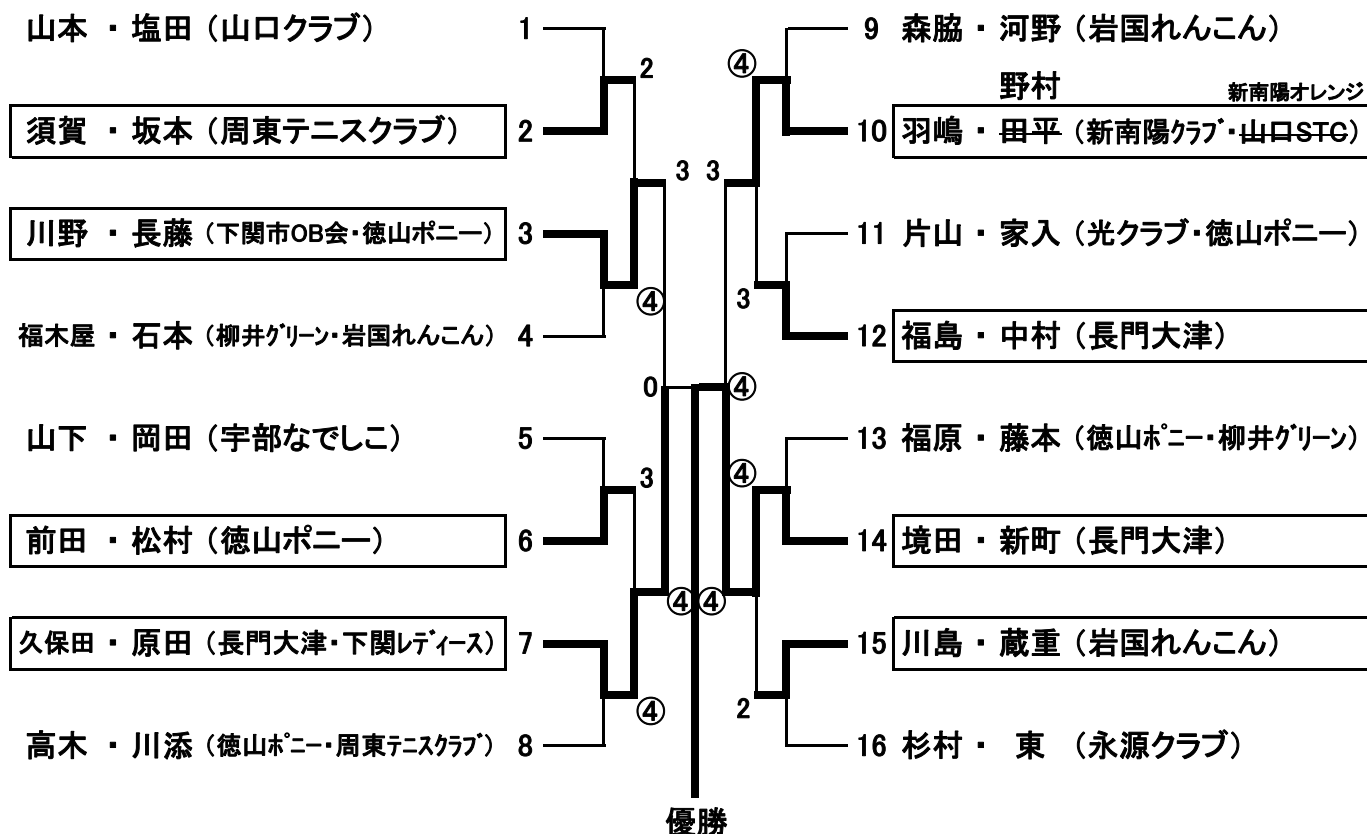 山本 ・ 塩田 (山口クラブ) 1
須賀 ・ 坂本 (周東テニスクラブ) 2
川野 ・ 長藤 (下関市OB会・徳山ポニー) 3
福木屋 ・ 石本 (柳井グリーン・岩国れんこん) 4
山下 ・ 岡田 (宇部なでしこ) 5
前田 ・ 松村 (徳山ポニー) 6
久保田 ・ 原田 (長門大津・下関レディース) 7
高木 ・ 川添 (徳山ポニー・周東テニスクラブ) 8
2
④
3
3
④
④
0
3
④
3
④
④
④
2
④
優勝
9 森脇 ・ 河野 (岩国れんこん)
野村 新南陽オレンジ
10 羽嶋 ・ 田平 (新南陽クラブ・山口STC)
11 片山 ・ 家入 (光クラブ・徳山ポニー)
12 福島 ・ 中村 (長門大津)
13 福原 ・ 藤本 (徳山ポニー・柳井グリーン)
14 境田 ・ 新町 (長門大津)
15 川島 ・ 蔵重 (岩国れんこん)
16 杉村 ・ 東 (永源クラブ)